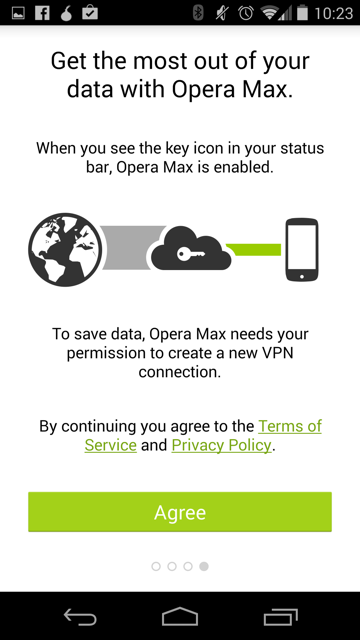 10:23
Get the most out of your
data with Opera Max.
When you see the key icon in your status
bar, Opera Max is enabled.
To save data, Opera Max needs your
permission to create a new VPN
connection.
By continuing you agree to the Terms of
Service and Privacy Policy.
Agree